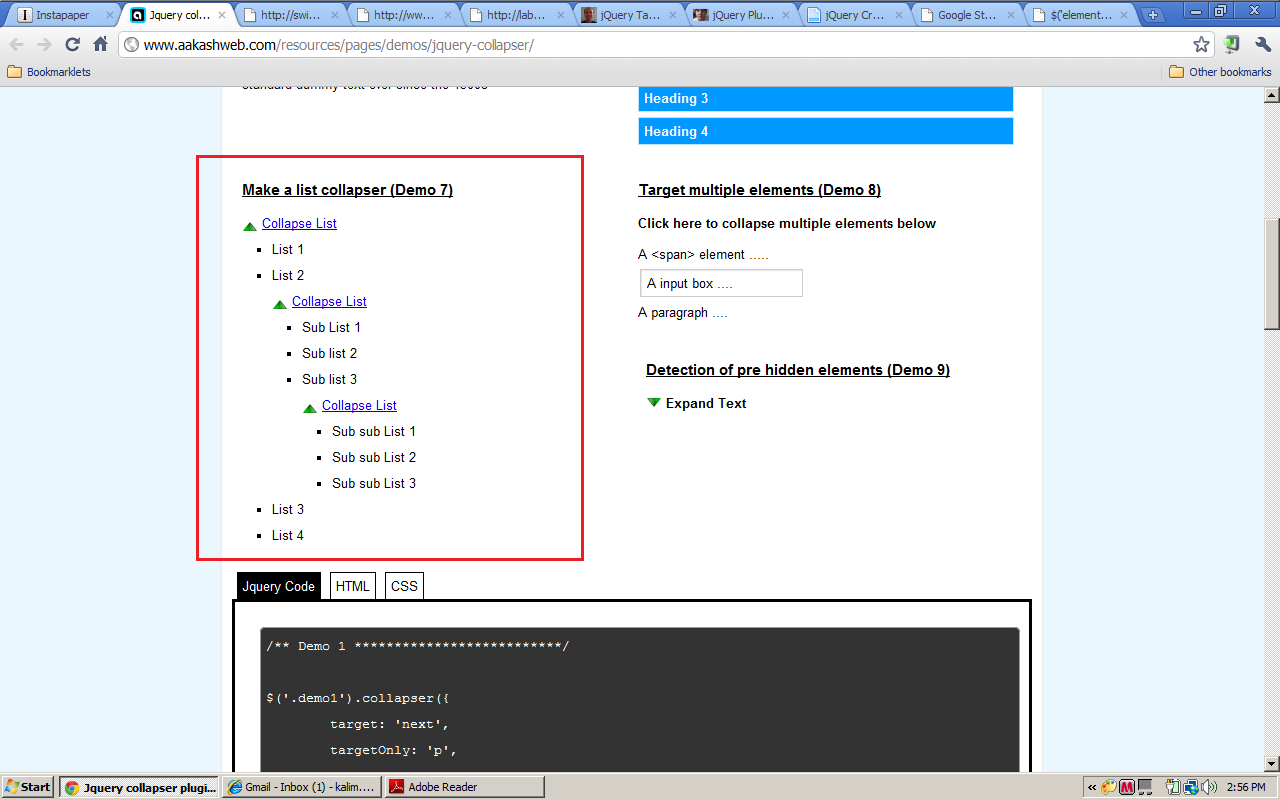 Instapaper
Jquery col...
http://swi...
http://ww...
http://lab...
jQuery Ta...
jQuery Plu...
jQuery Cr...
Google St...
$('element...
www.aakashweb.com/resources/pages/demos/jquery-collapser/
Bookmarklets
Other bookmarks
Heading 3
Heading 4
Make a list collapser (Demo 7)
Collapse List
List 1
List 2
Collapse List
Sub List 1
Sub list 2
Sub list 3
Collapse List
Sub sub List 1
Sub sub List 2
Sub sub List 3
List 3
List 4
Target multiple elements (Demo 8)
Click here to collapse multiple elements below
A <span> element .....
A input box ....
A paragraph ....
Detection of pre hidden elements (Demo 9)
Expand Text
Jquery Code
HTML
CSS
/** Demo 1 **************************/
$('.demo1').collapser({
target: 'next',
targetOnly: 'p',
Start
Jquery collapser plugi...
Gmail - Inbox (1) - kalim....
Adobe Reader
2:56 PM